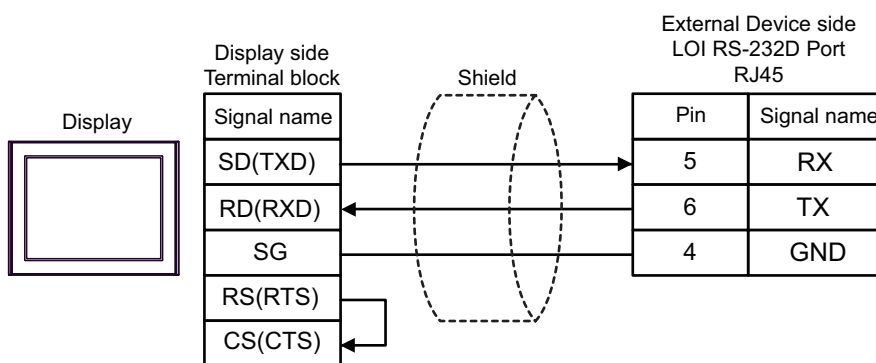 External Device side
LOI RS-232D Port
RJ45
Display side
Terminal block
Shield
Display
Signal name
Pin Signal name
SD(TXD) 5 RX
RD(RXD) 6 TX
SG 4 GND
RS(RTS)
CS(CTS)